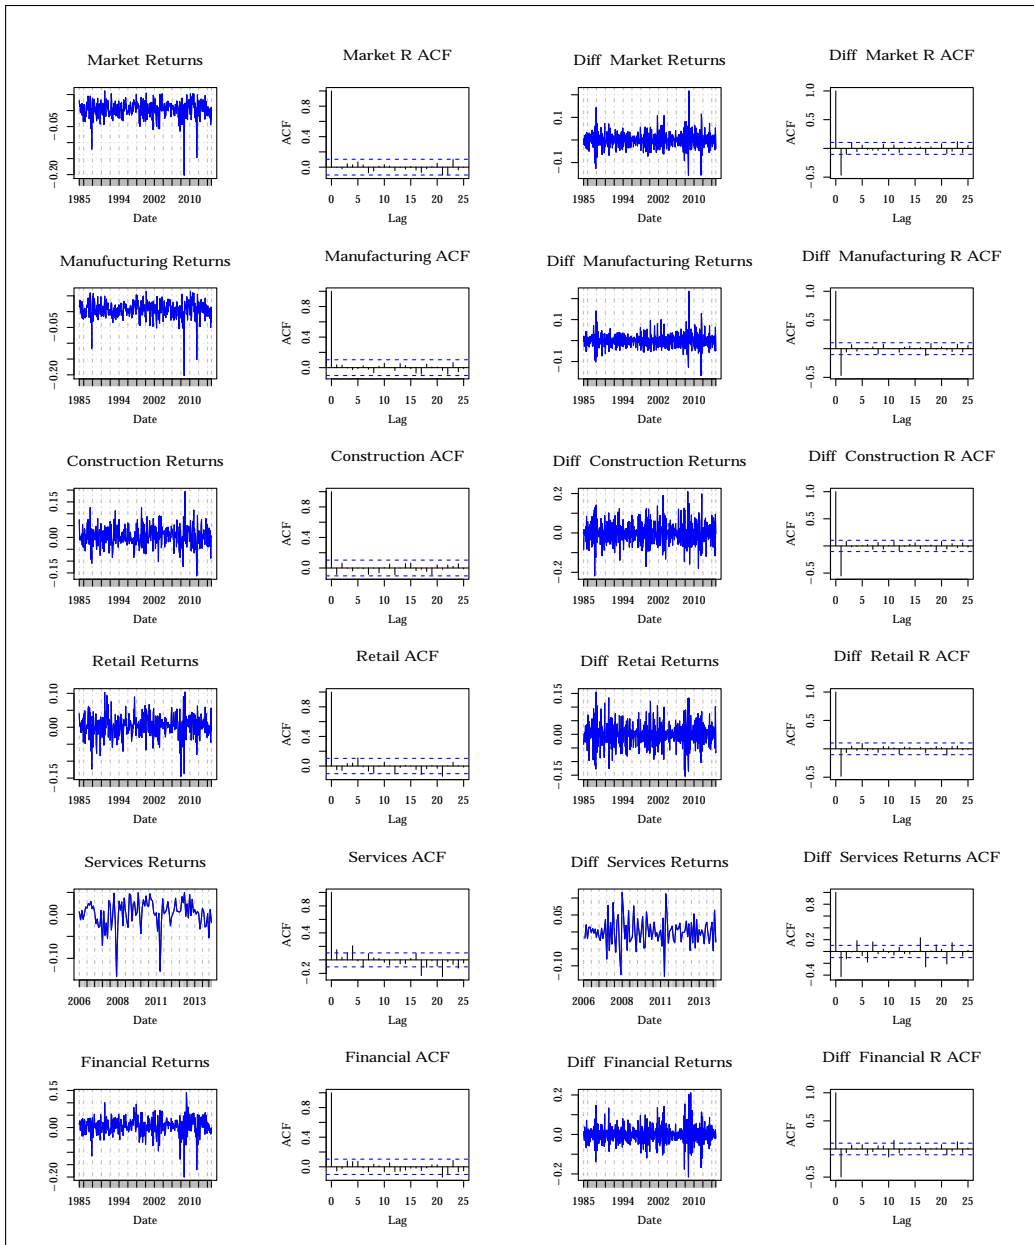 Market Returns
Market R ACF
Diff Market Returns
Diff Market R ACF
−0.20 −0.05
1985 1994 2002 2010
Date
ACF
0.0 0.4 0.8
0 5 10 15 20 25
Lag
−0.1 0.1
1985 1994 2002 2010
Date
ACF
−0.5 0.5 1.0
0 5 10 15 20 25
Lag
Manufucturing Returns
Manufacturing ACF
Diff Manufacturing Returns
Diff Manufacturing R ACF
−0.20 −0.05
1985 1994 2002 2010
Date
ACF
0.0 0.4 0.8
0 5 10 15 20 25
Lag
−0.1 0.1
1985 1994 2002 2010
Date
ACF
−0.5 0.5 1.0
0 5 10 15 20 25
Lag
Construction Returns
Construction ACF
Diff Construction Returns
Diff Construction R ACF
−0.15 0.00 0.15
1985 1994 2002 2010
Date
ACF
0.0 0.4 0.8
0 5 10 15 20 25
Lag
−0.2 0.0 0.2
1985 1994 2002 2010
Date
ACF
−0.5 0.5 1.0
0 5 10 15 20 25
Lag
Retail Returns
Retail ACF
Diff Retai Returns
Diff Retail R ACF
−0.15 0.00 0.10
1985 1994 2002 2010
Date
ACF
0.0 0.4 0.8
0 5 10 15 20 25
Lag
−0.15 0.00 0.15
1985 1994 2002 2010
Date
ACF
−0.5 0.5 1.0
0 5 10 15 20 25
Lag
Services Returns
Services ACF
Diff Services Returns
Diff Services Returns ACF
−0.10 0.00
2006 2008 2011 2013
Date
ACF
−0.2 0.2 0.6
0 5 10 15 20 25
Lag
−0.10 0.05
2006 2008 2011 2013
Date
ACF
−0.4 0.2 0.8
0 5 10 15 20 25
Lag
Financial Returns
Financial ACF
Diff Financial Returns
Diff Financial R ACF
−0.20 0.00 0.15
1985 1994 2002 2010
Date
ACF
0.0 0.4 0.8
0 5 10 15 20 25
Lag
−0.2 0.0 0.2
1985 1994 2002 2010
Date
ACF
−0.5 0.5 1.0
0 5 10 15 20 25
Lag